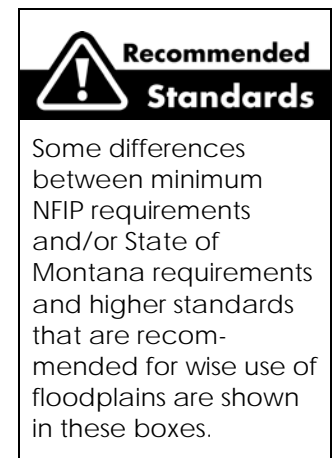 Recommended
Standards
Some differences
between minimum
NFIP requirements
and/or State of
Montana requirements
and higher standards
that are recom-
mended for wise use of
floodplains are shown
in these boxes.